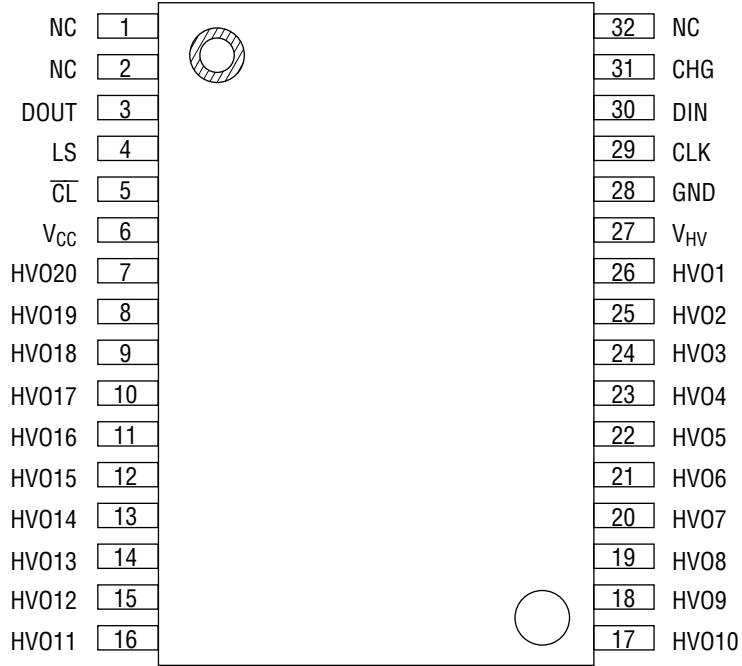 NC 1 32 NC
NC 2 31 CHG
DOUT 3 30 DIN
LS 4 29 CLK
C̅L̅ 5 28 GND
VCC 6 27 VHV
HVO20 7 26 HVO1
HVO19 8 25 HVO2
HVO18 9 24 HVO3
HVO17 10 23 HVO4
HVO16 11 22 HVO5
HVO15 12 21 HVO6
HVO14 13 20 HVO7
HVO13 14 19 HVO8
HVO12 15 18 HVO9
HVO11 16 17 HVO10